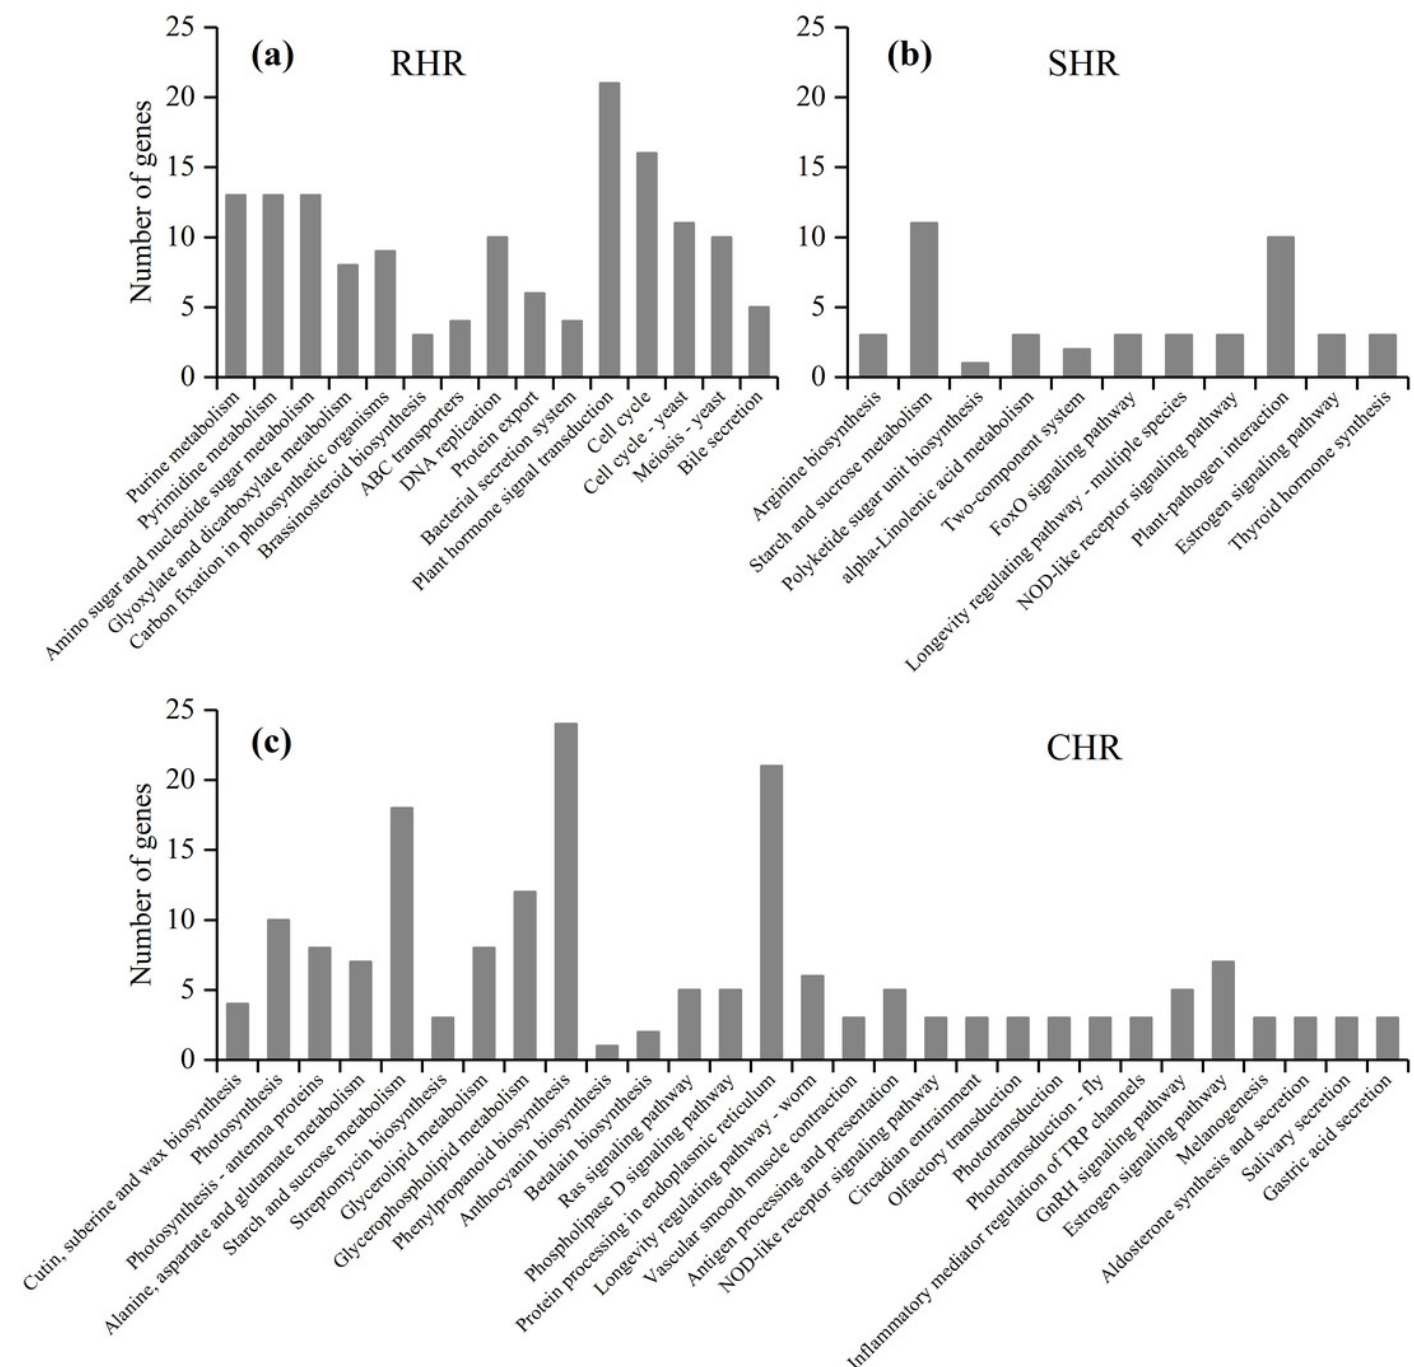 (a)
RHR
Number of genes
25
20
15
10
5
0
Purine metabolism
Pyrimidine metabolism
Amino sugar and nucleotide sugar metabolism
Glyoxylate and dicarboxylate metabolism
Carbon fixation in photosynthetic organisms
Brassinosteroid biosynthesis
ABC transporters
DNA replication
Protein export
Bacterial secretion system
Plant hormone signal transduction
Cell cycle
Cell cycle - yeast
Meiosis - yeast
Bile secretion
(b)
SHR
25
20
15
10
5
0
Arginine biosynthesis
Starch and sucrose metabolism
Polyketide sugar unit biosynthesis
alpha-Linolenic acid metabolism
Two-component system
FoxO signaling pathway
Longevity regulating pathway - multiple species
NOD-like receptor signaling pathway
Plant-pathogen interaction
Estrogen signaling pathway
Thyroid hormone synthesis
(c)
CHR
Number of genes
25
20
15
10
5
0
Cutin, suberine and wax biosynthesis
Photosynthesis
Photosynthesis - antenna proteins
Alanine, aspartate and glutamate metabolism
Starch and sucrose metabolism
Streptomycin biosynthesis
Glycerolipid metabolism
Glycerophospholipid metabolism
Phenylpropanoid biosynthesis
Anthocyanin biosynthesis
Betalain biosynthesis
Ras signaling pathway
Phospholipase D signaling pathway
Protein processing in endoplasmic reticulum
Longevity regulating pathway - worm
Vascular smooth muscle contraction
Antigen processing and presentation
NOD-like receptor signaling pathway
Circadian entrainment
Olfactory transduction
Phototransduction
Phototransduction - fly
Inflammatory mediator regulation of TRP channels
GnRH signaling pathway
Estrogen signaling pathway
Melanogenesis
Aldosterone synthesis and secretion
Salivary secretion
Gastric acid secretion